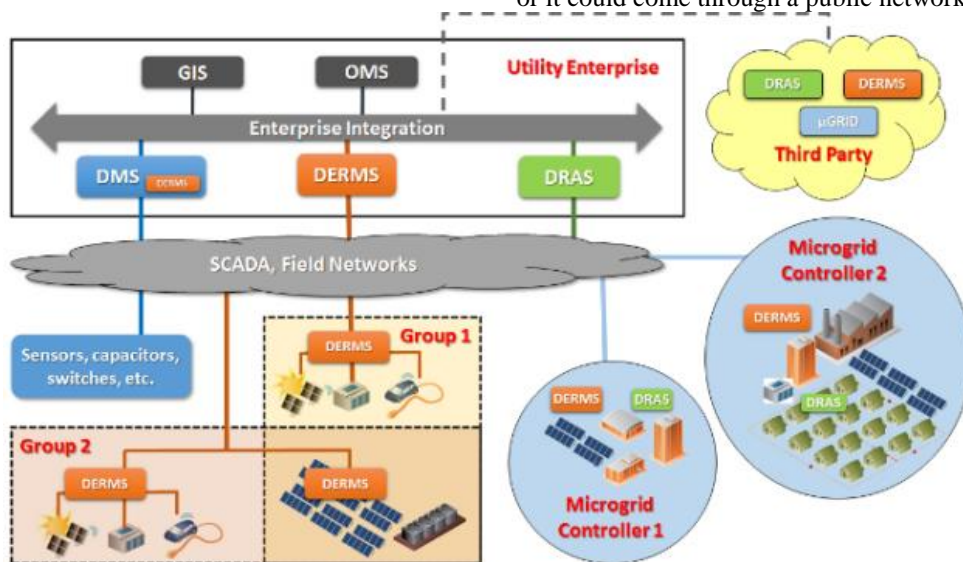 or it could come through a public network
GIS
OMS
Utility Enterprise
Enterprise Integration
DMS
DERMS
DERMS
DRAS
DRAS
DERMS
µGRID
Third Party
SCADA, Field Networks
Sensors, capacitors,
switches, etc.
DERMS
Group 1
Group 2
DERMS
DERMS
DERMS
DRAS
Microgrid
Controller 1
Microgrid
Controller 2
DERMS
DRAS